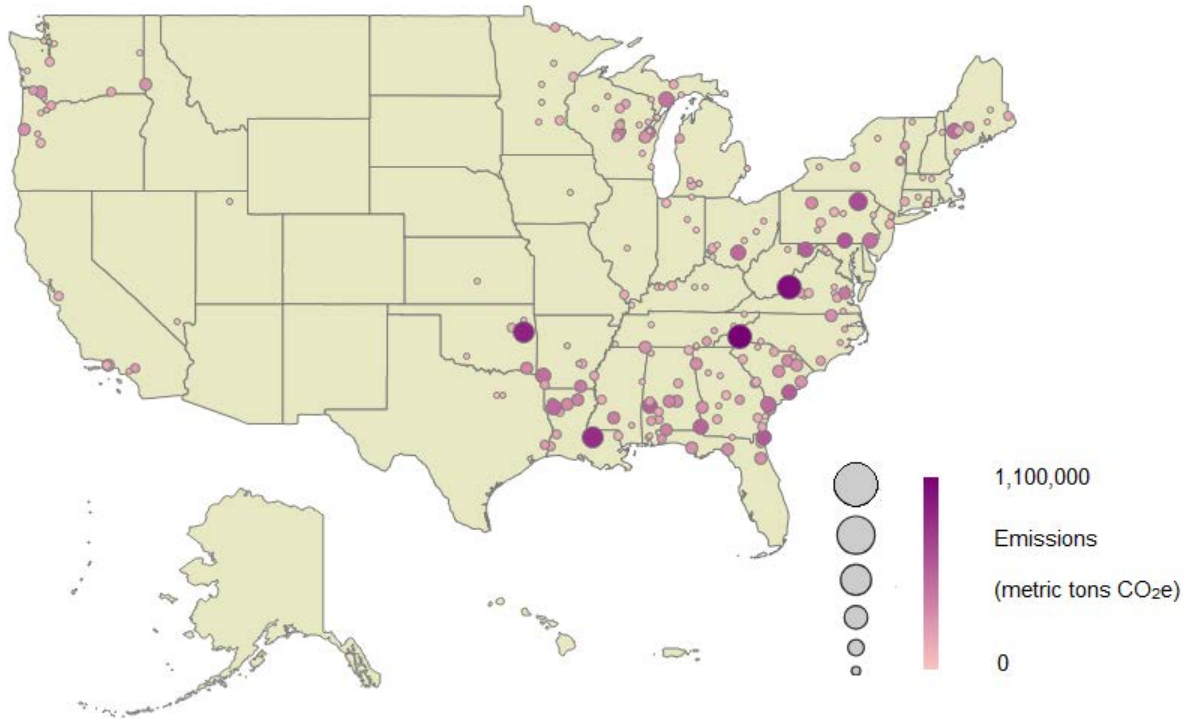 1,100,000
Emissions
(metric tons CO₂e)
0